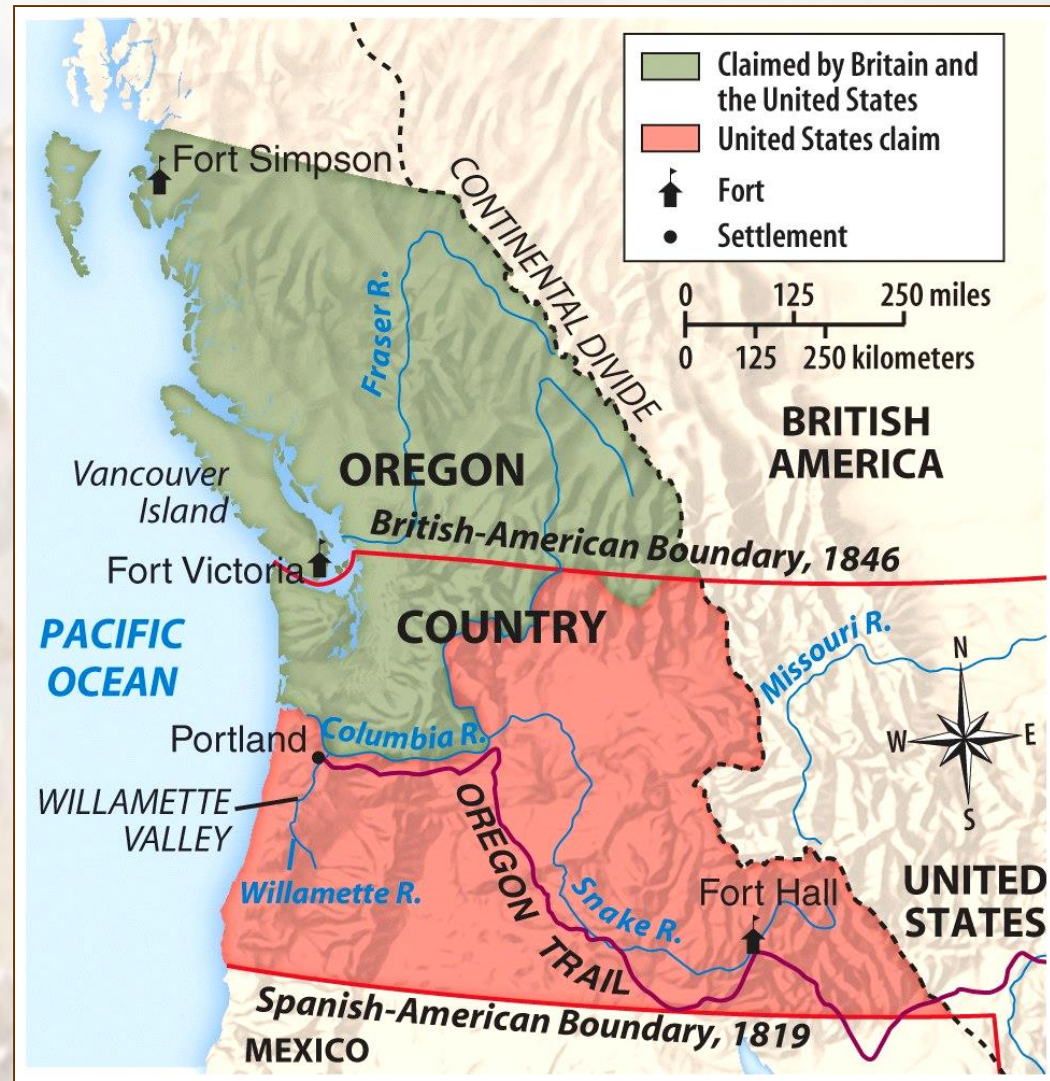 Claimed by Britain and
the United States
United States claim
Fort
Settlement
0 125 250 miles
0 125 250 kilometers
Fort Simpson
CONTINENTAL DIVIDE
Fraser R.
BRITISH
AMERICA
OREGON
Vancouver
Island
British-American Boundary, 1846
Fort Victoria
COUNTRY
PACIFIC
OCEAN
Missouri R.
N
W E
S
Portland
Columbia R.
WILLAMETTE
VALLEY
OREGON TRAIL
Willamette R.
Snake R.
Fort Hall
UNITED
STATES
Spanish-American Boundary, 1819
MEXICO